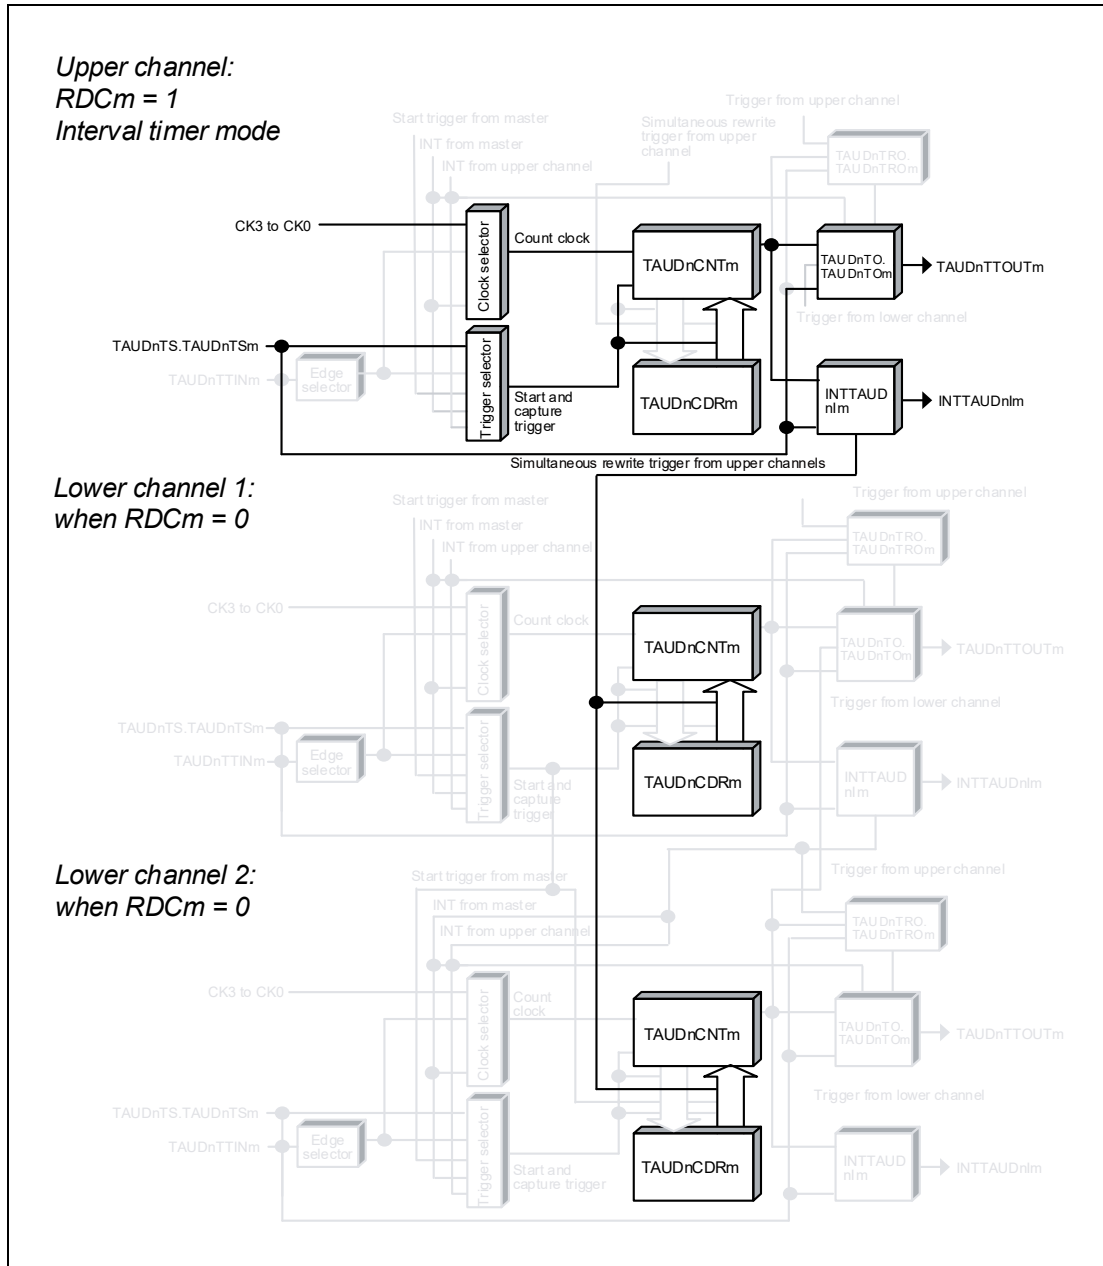 Upper channel:
RDCm = 1
Interval timer mode
Trigger from upper channel
Start trigger from master
Simultaneous rewrite
trigger from upper
channel
INT from master
INT from upper channel
TAUDnTRO.
TAUDnTROm
CK3 to CK0
Clock selector
Count clock
TAUDnCNTm
TAUDnTO.
TAUDnTOm
TAUDnTTOUTm
Trigger from lower channel
TAUDnTS.TAUDnTSm
TAUDnTTINm
Edge
selector
Trigger selector
Start and
capture
trigger
TAUDnCDRm
INTTAUD
nIm
INTTAUDnIm
Simultaneous rewrite trigger from upper channels
Lower channel 1:
when RDCm = 0
Start trigger from master
INT from master
INT from upper channel
Trigger from upper channel
TAUDnTRO.
TAUDnTROm
CK3 to CK0
Clock selector
Count clock
TAUDnCNTm
TAUDnTO.
TAUDnTOm
TAUDnTTOUTm
Trigger from lower channel
TAUDnTS.TAUDnTSm
TAUDnTTINm
Edge
selector
Trigger selector
Start and
capture
trigger
TAUDnCDRm
INTTAUD
nIm
INTTAUDnIm
Lower channel 2:
when RDCm = 0
Start trigger from master
INT from master
INT from upper channel
Trigger from upper channel
TAUDnTRO.
TAUDnTROm
CK3 to CK0
Clock selector
Count
clock
TAUDnCNTm
TAUDnTO.
TAUDnTOm
TAUDnTTOUTm
Trigger from lower channel
TAUDnTS.TAUDnTSm
TAUDnTTINm
Edge
selector
Trigger selector
Start and
capture trigger
TAUDnCDRm
INTTAUD
nIm
INTTAUDnIm